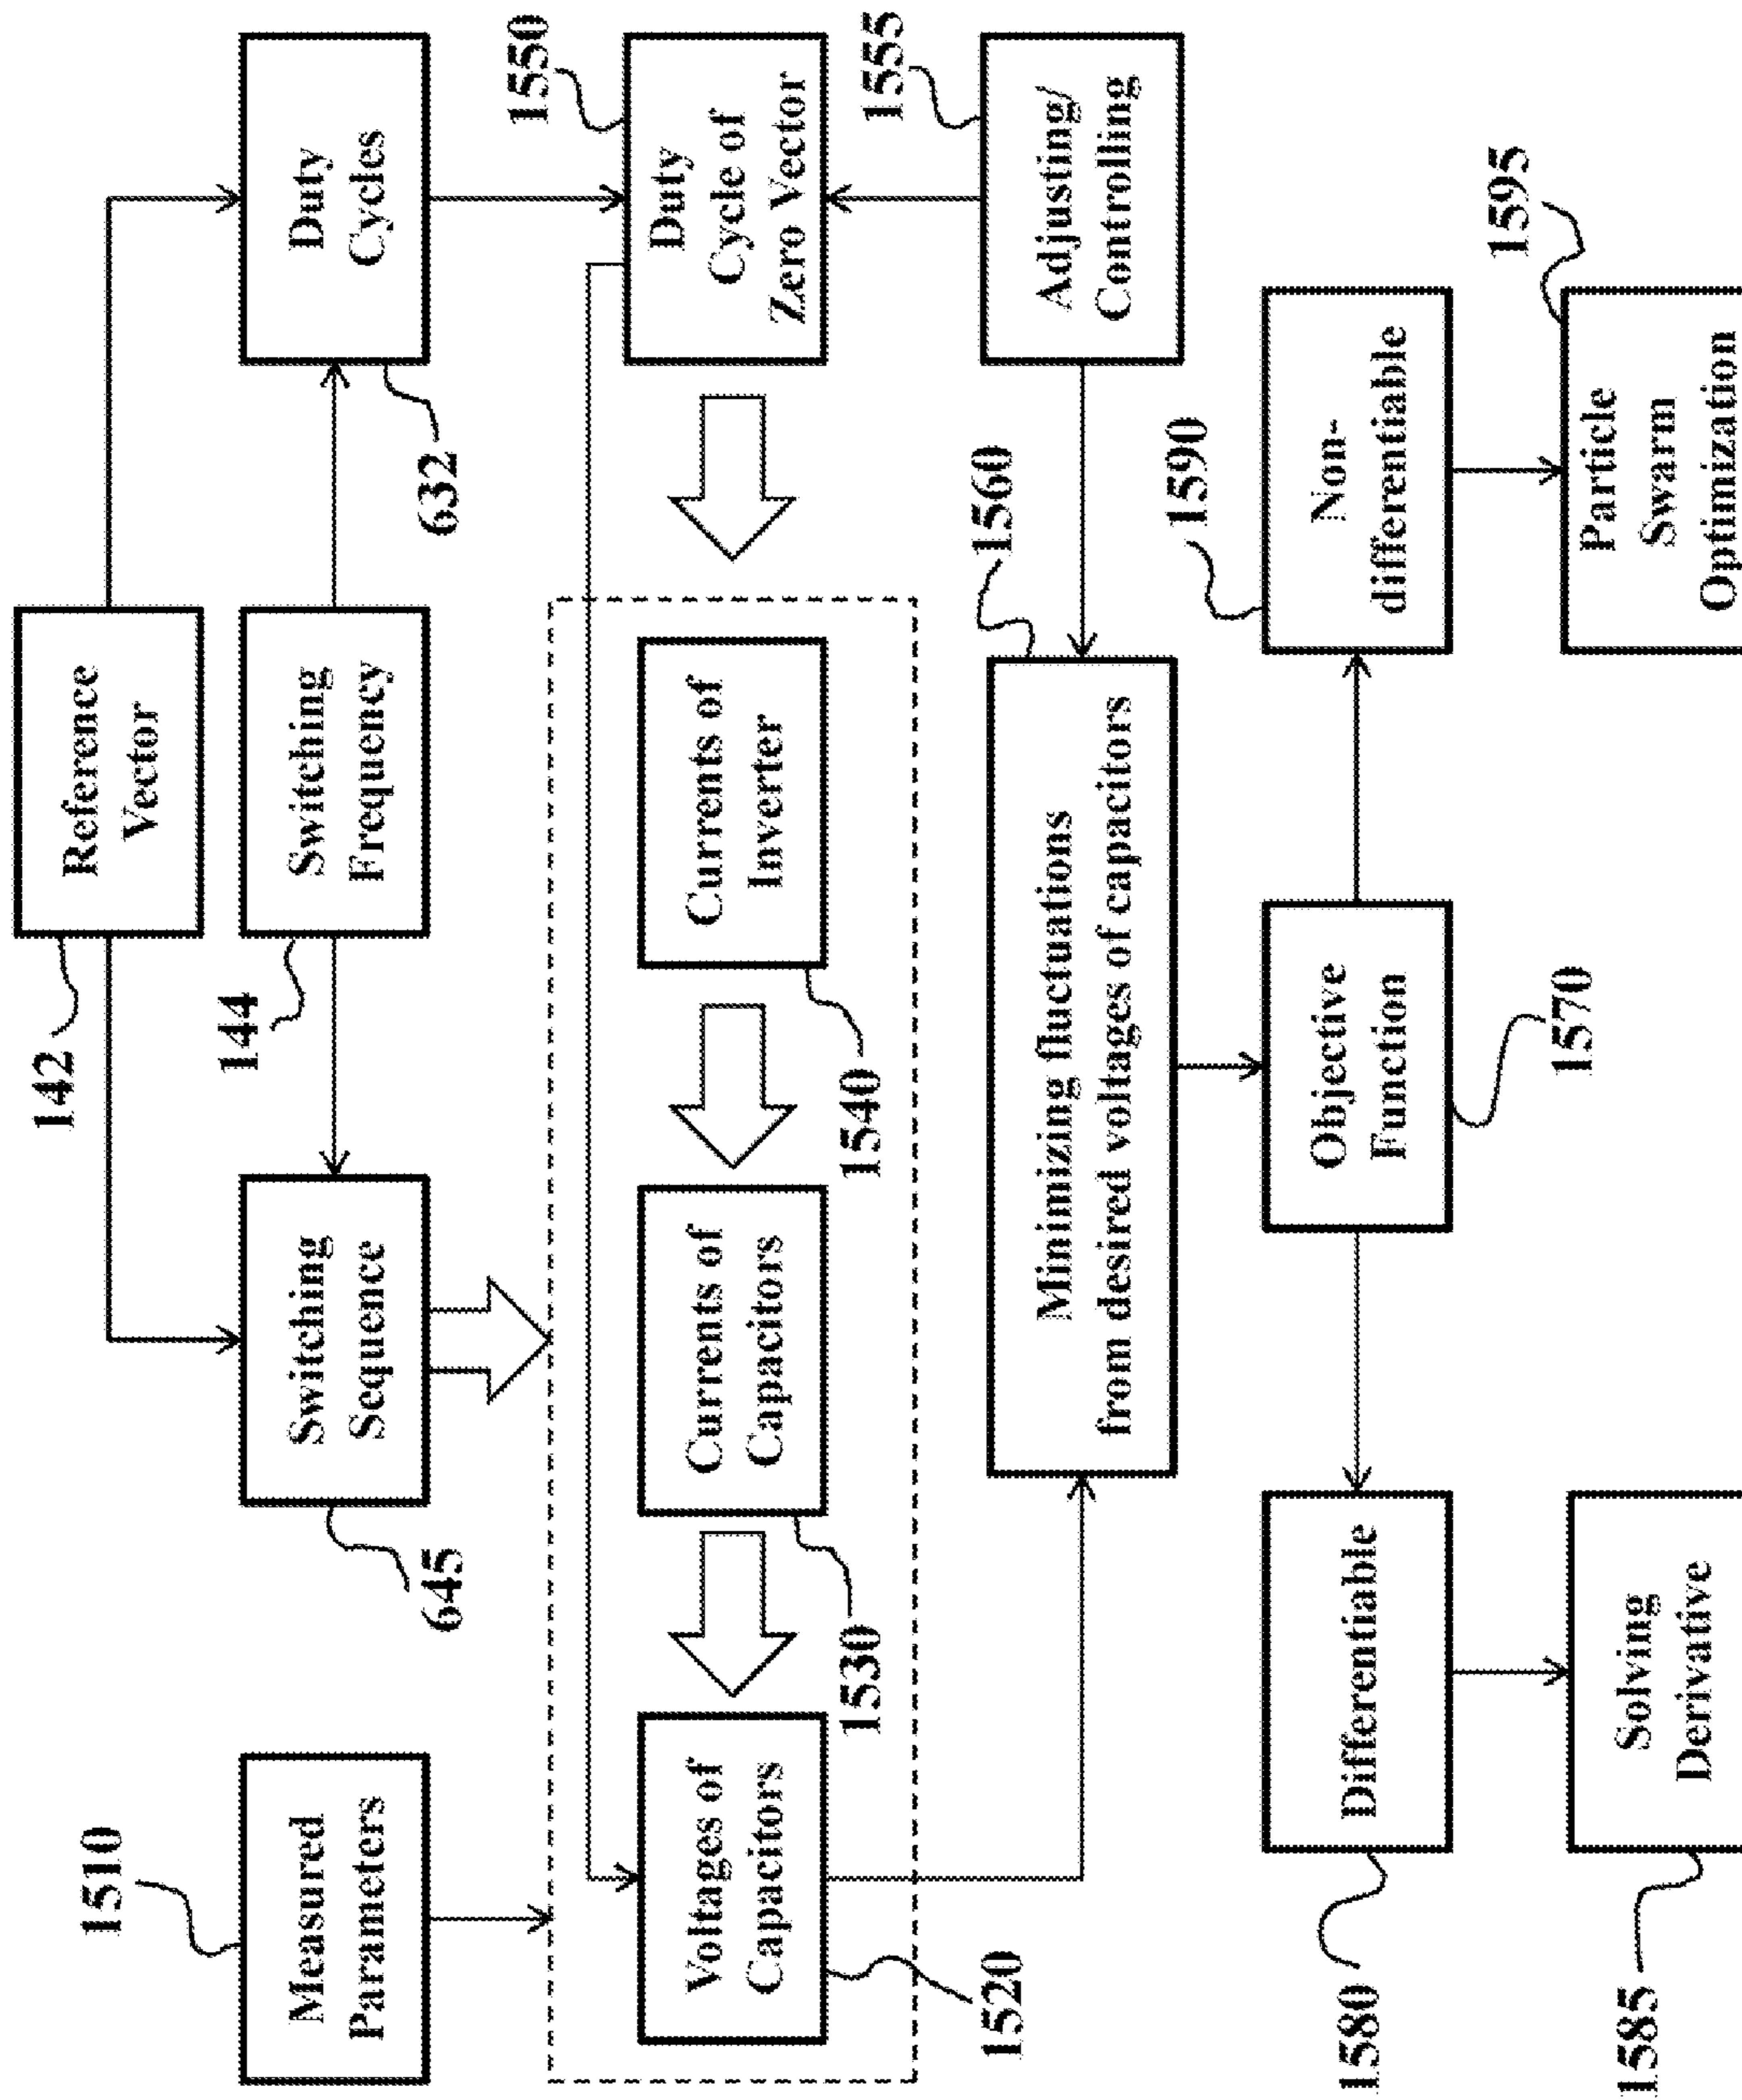 1510
Measured
Parameters
645
Switching
Sequence
142
Reference
Vector
144
Switching
Frequency
632
Duty
Cycles
1520
Voltages of
Capacitors
1530
Currents of
Capacitors
1540
Currents of
Inverter
1550
Duty
Cycle of
Zero Vector
1555
Adjusting/
Controlling
1560
Minimizing fluctuations
from desired voltages of capacitors
1570
Objective
Function
1580
Differentiable
1585
Solving
Derivative
1590
Non-
differentiable
1595
Particle
Swarm
Optimization